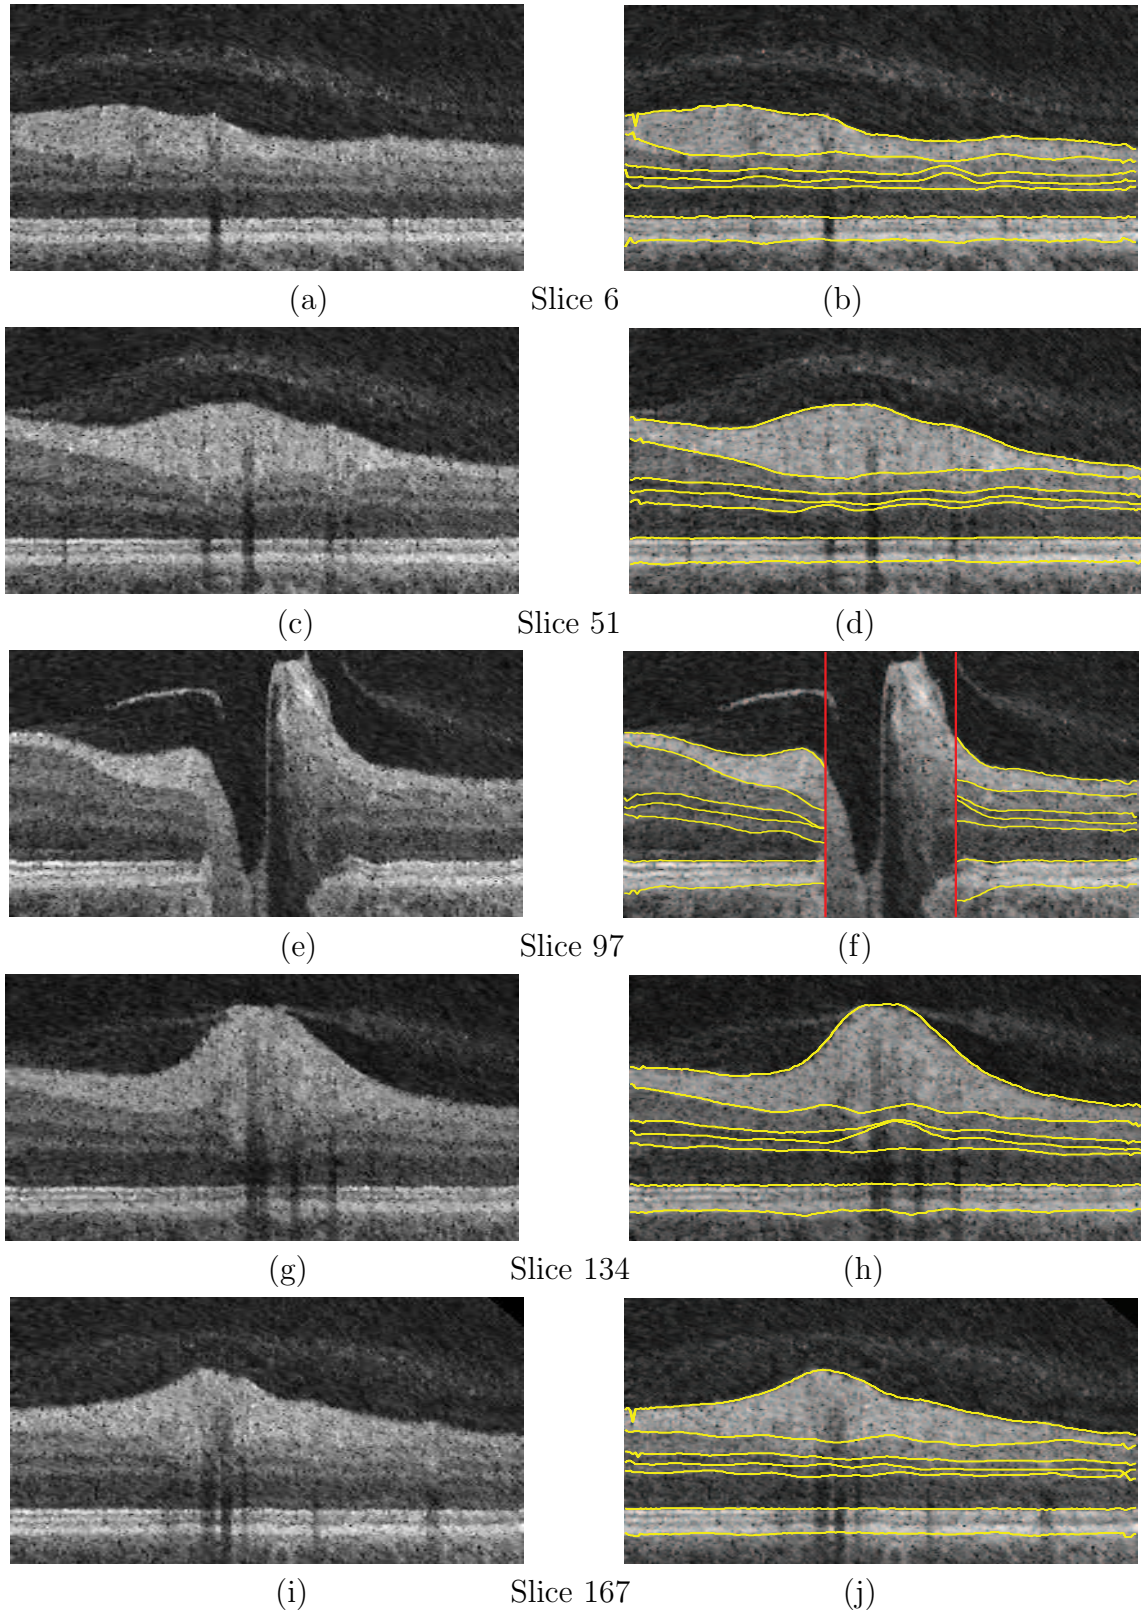 (a) Slice 6 (b)
(c) Slice 51 (d)
(e) Slice 97 (f)
(g) Slice 134 (h)
(i) Slice 167 (j)